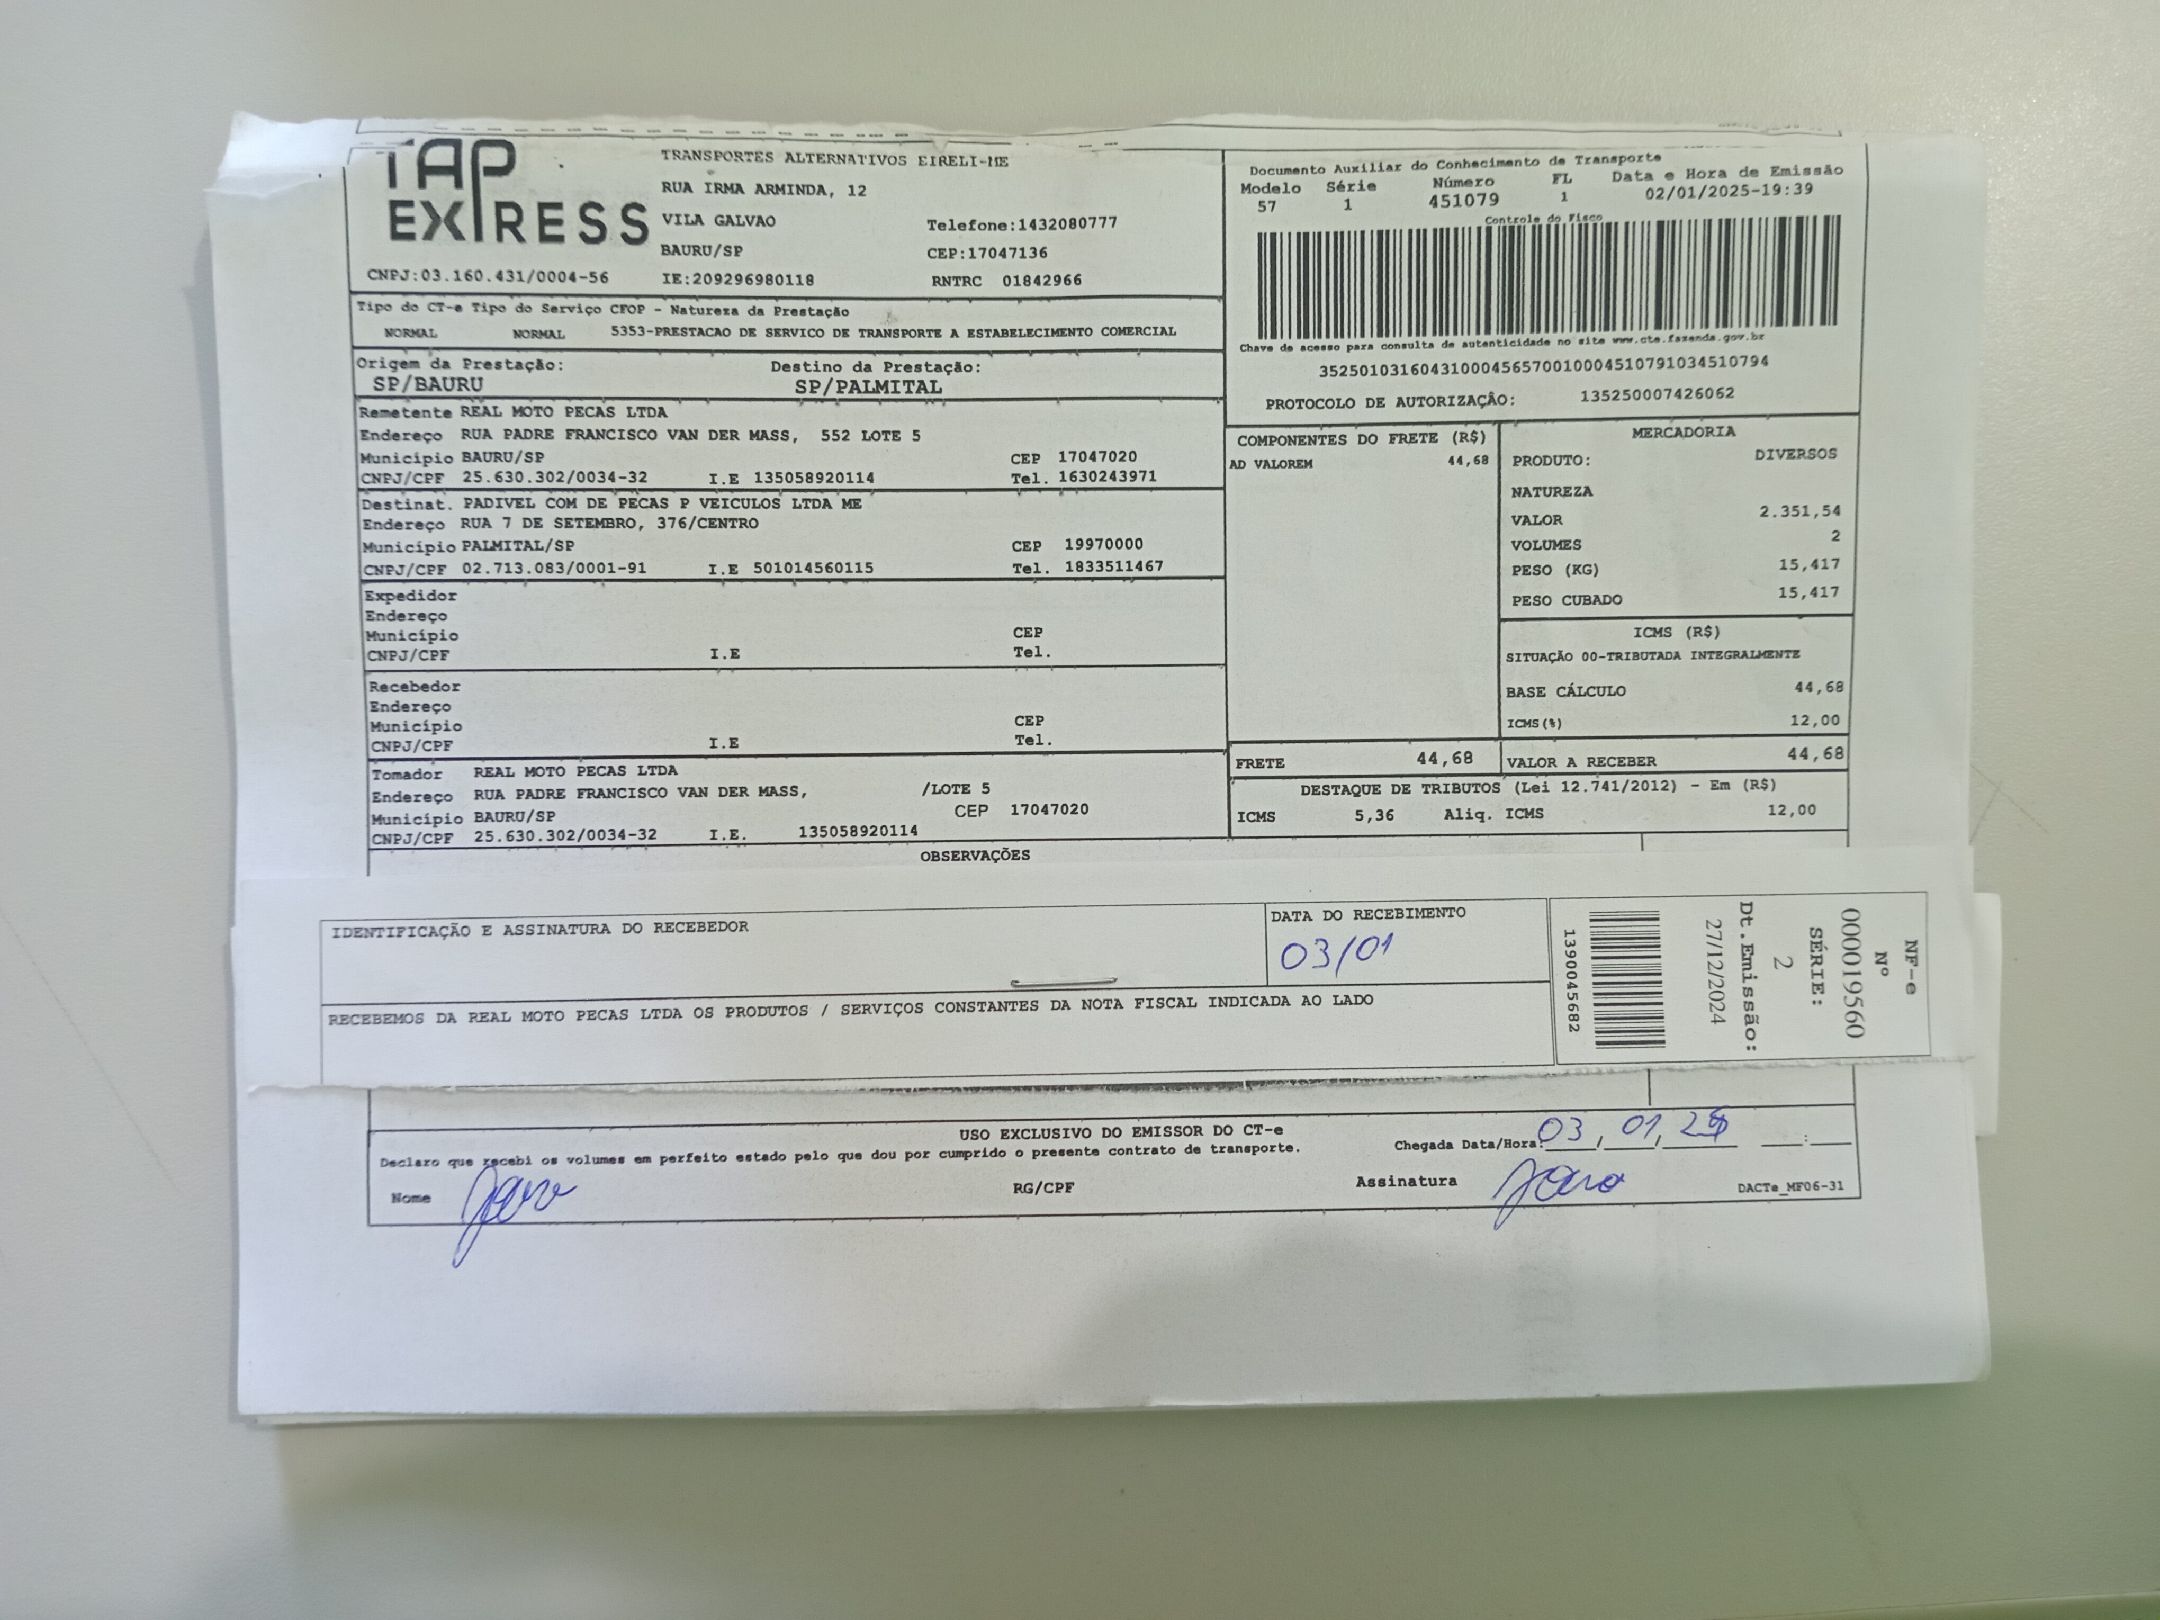 TAP EXPRESS
TRANSPORTES ALTERNATIVOS EIRELI-ME
RUA IRMA ARMINDA, 12
VILA GALVAO Telefone:1432080777
BAURU/SP CEP:17047136
CNPJ:03.160.431/0004-56 IE:209296980118 RNTRC 01842966
Documento Auxiliar do Conhecimento de Transporte
Modelo Série Número FL Data e Hora de Emissão
57 1 451079 1 02/01/2025-19:39
Controle do Fisco
Chave de acesso para consulta de autenticidade no site www.cte.fazenda.gov.br
35250103160431000456570010004510791034510794
PROTOCOLO DE AUTORIZAÇÃO: 135250007426062
Tipo do CT-e Tipo do Serviço CFOP - Natureza da Prestação
NORMAL NORMAL 5353-PRESTACAO DE SERVICO DE TRANSPORTE A ESTABELECIMENTO COMERCIAL
Origem da Prestação: Destino da Prestação:
SP/BAURU SP/PALMITAL
Remetente REAL MOTO PECAS LTDA
Endereço RUA PADRE FRANCISCO VAN DER MASS, 552 LOTE 5
Município BAURU/SP CEP 17047020
CNPJ/CPF 25.630.302/0034-32 I.E 135058920114 Tel. 1630243971
Destinat. PADIVEL COM DE PECAS P VEICULOS LTDA ME
Endereço RUA 7 DE SETEMBRO, 376/CENTRO
Município PALMITAL/SP CEP 19970000
CNPJ/CPF 02.713.083/0001-91 I.E 501014560115 Tel. 1833511467
Expedidor
Endereço
Município CEP
CNPJ/CPF I.E Tel.
Recebedor
Endereço
Município CEP
CNPJ/CPF I.E Tel.
Tomador REAL MOTO PECAS LTDA
Endereço RUA PADRE FRANCISCO VAN DER MASS, /LOTE 5
Município BAURU/SP CEP 17047020
CNPJ/CPF 25.630.302/0034-32 I.E. 135058920114
COMPONENTES DO FRETE (R$)
AD VALOREM 44,68
MERCADORIA
PRODUTO: DIVERSOS
NATUREZA
VALOR 2.351,54
VOLUMES 2
PESO (KG) 15,417
PESO CUBADO 15,417
ICMS (R$)
SITUAÇÃO 00-TRIBUTADA INTEGRALMENTE
BASE CÁLCULO 44,68
ICMS(%) 12,00
FRETE 44,68 VALOR A RECEBER 44,68
DESTAQUE DE TRIBUTOS (Lei 12.741/2012) - Em (R$)
ICMS 5,36 Aliq. ICMS 12,00
OBSERVAÇÕES
IDENTIFICAÇÃO E ASSINATURA DO RECEBEDOR
DATA DO RECEBIMENTO
03/01
RECEBEMOS DA REAL MOTO PECAS LTDA OS PRODUTOS / SERVIÇOS CONSTANTES DA NOTA FISCAL INDICADA AO LADO
NF-e
Nº
000019560
SÉRIE:
2
Dt.Emissão:
27/12/2024
1390045682
USO EXCLUSIVO DO EMISSOR DO CT-e
Declaro que recebi os volumes em perfeito estado pelo que dou por cumprido o presente contrato de transporte.
Chegada Data/Hora: 03/01/25 __:__
Nome RG/CPF Assinatura
DACTe_MF06-31